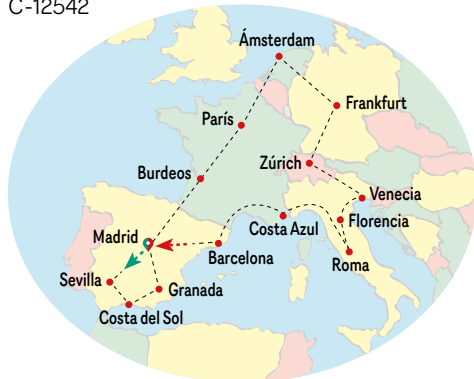 C-12542
Ámsterdam
Frankfurt
París
Zúrich
Burdeos
Venecia
Florencia
Costa Azul
Madrid
Barcelona
Roma
Sevilla
Granada
Costa del Sol